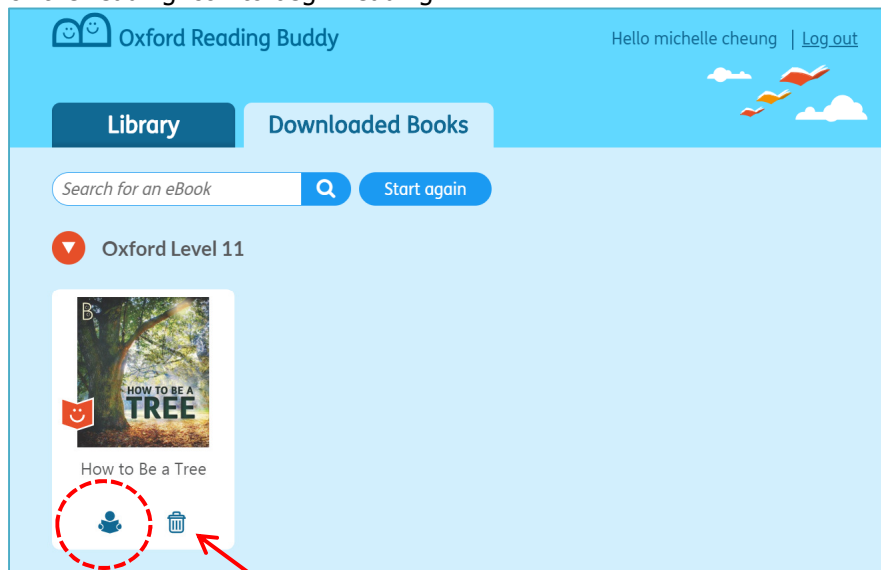 Oxford Reading Buddy
Hello michelle cheung | Log out
Library
Downloaded Books
Search for an eBook
Start again
Oxford Level 11
B
HOW TO BE A
TREE
How to Be a Tree